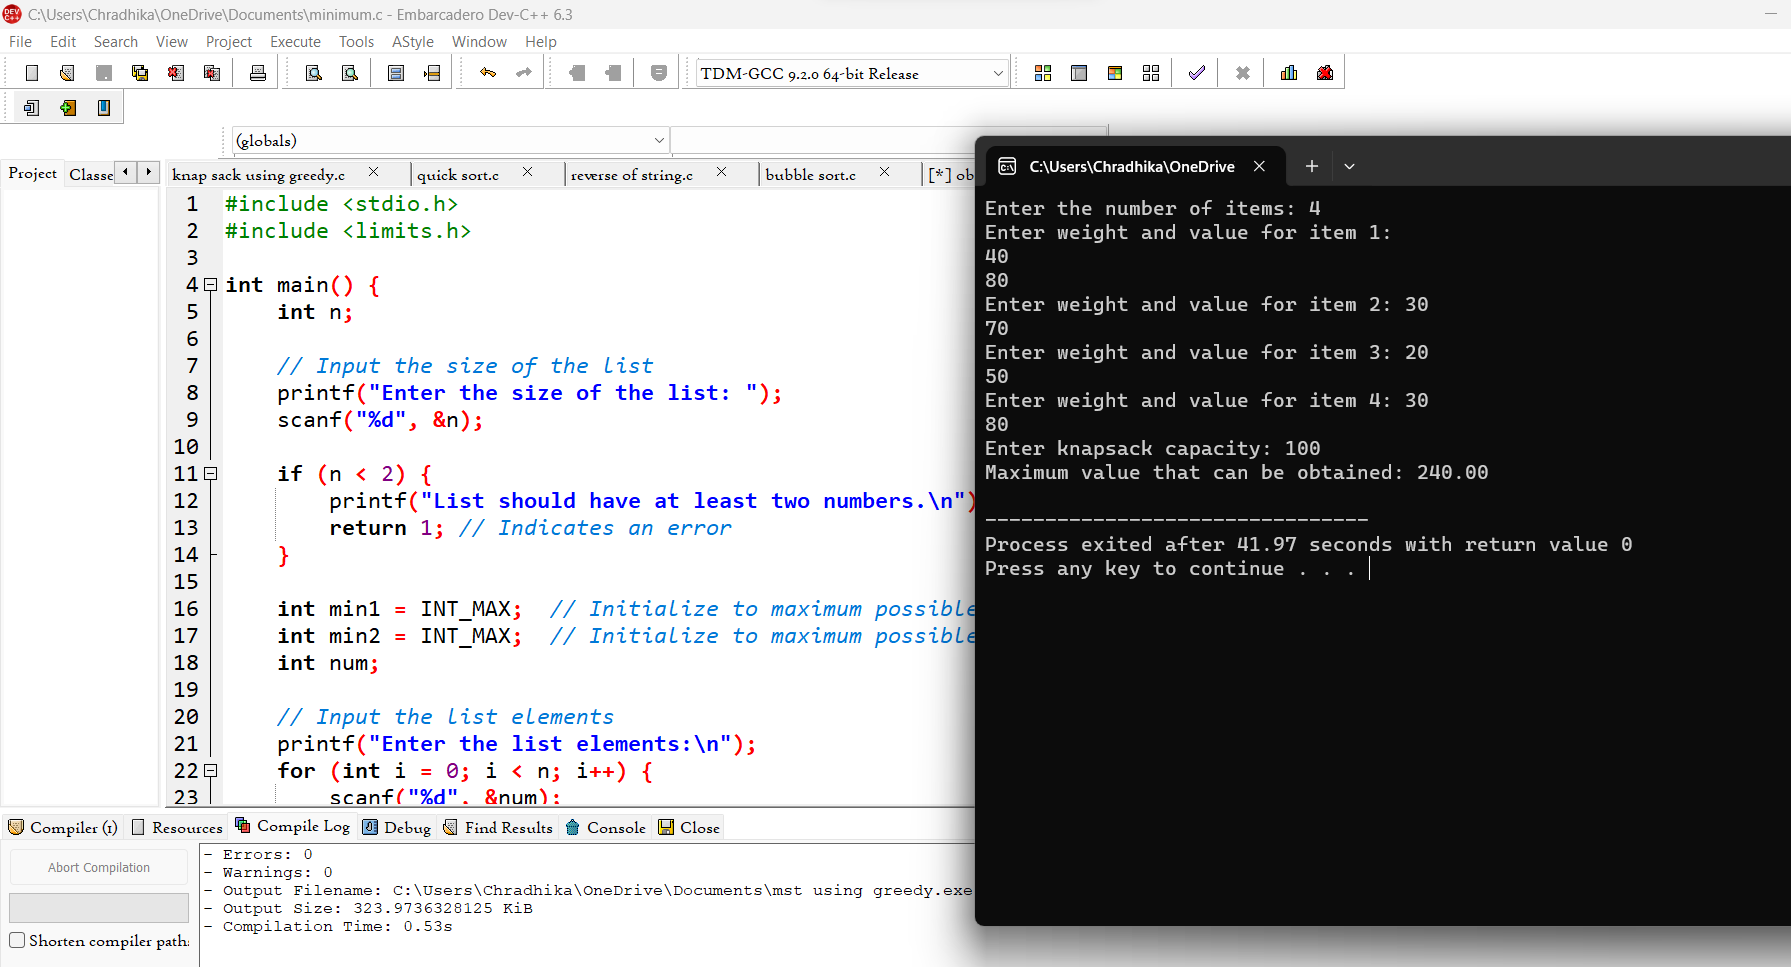 C:\Users\Chradhika\OneDrive\Documents\minimum.c - Embarcadero Dev-C++ 6.3
File Edit Search View Project Execute Tools AStyle Window Help
TDM-GCC 9.2.0 64-bit Release
(globals)
Project Classe
knap sack using greedy.c quick sort.c reverse of string.c bubble sort.c [*] ob
1 #include <stdio.h>
2 #include <limits.h>
3
4 int main() {
5 int n;
6
7 // Input the size of the list
8 printf("Enter the size of the list: ");
9 scanf("%d", &n);
10
11 if (n < 2) {
12 printf("List should have at least two numbers.\n")
13 return 1; // Indicates an error
14 }
15
16 int min1 = INT_MAX; // Initialize to maximum possible
17 int min2 = INT_MAX; // Initialize to maximum possible
18 int num;
19
20 // Input the list elements
21 printf("Enter the list elements:\n");
22 for (int i = 0; i < n; i++) {
23 scanf("%d", &num);
C:\Users\Chradhika\OneDrive
Enter the number of items: 4
Enter weight and value for item 1:
40
80
Enter weight and value for item 2: 30
70
Enter weight and value for item 3: 20
50
Enter weight and value for item 4: 30
80
Enter knapsack capacity: 100
Maximum value that can be obtained: 240.00
--------------------------------
Process exited after 41.97 seconds with return value 0
Press any key to continue . . .
Compiler (1) Resources Compile Log Debug Find Results Console Close
Abort Compilation
Shorten compiler paths
- Errors: 0
- Warnings: 0
- Output Filename: C:\Users\Chradhika\OneDrive\Documents\mst using greedy.exe
- Output Size: 323.9736328125 KiB
- Compilation Time: 0.53s